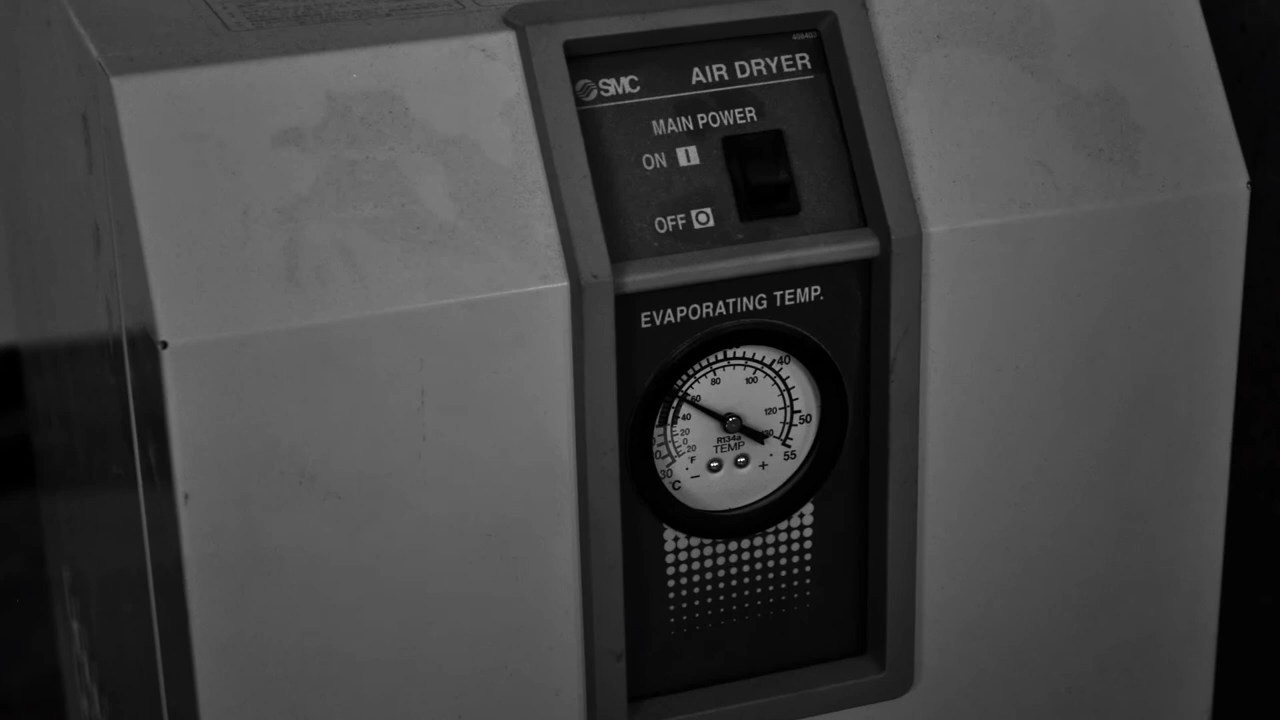 408403
SMC AIR DRYER
MAIN POWER
ON I
OFF O
EVAPORATING TEMP.
40
80 100
60
40 120 50
20
0 R134a
20 TEMP 55
°F
30 - +
°C